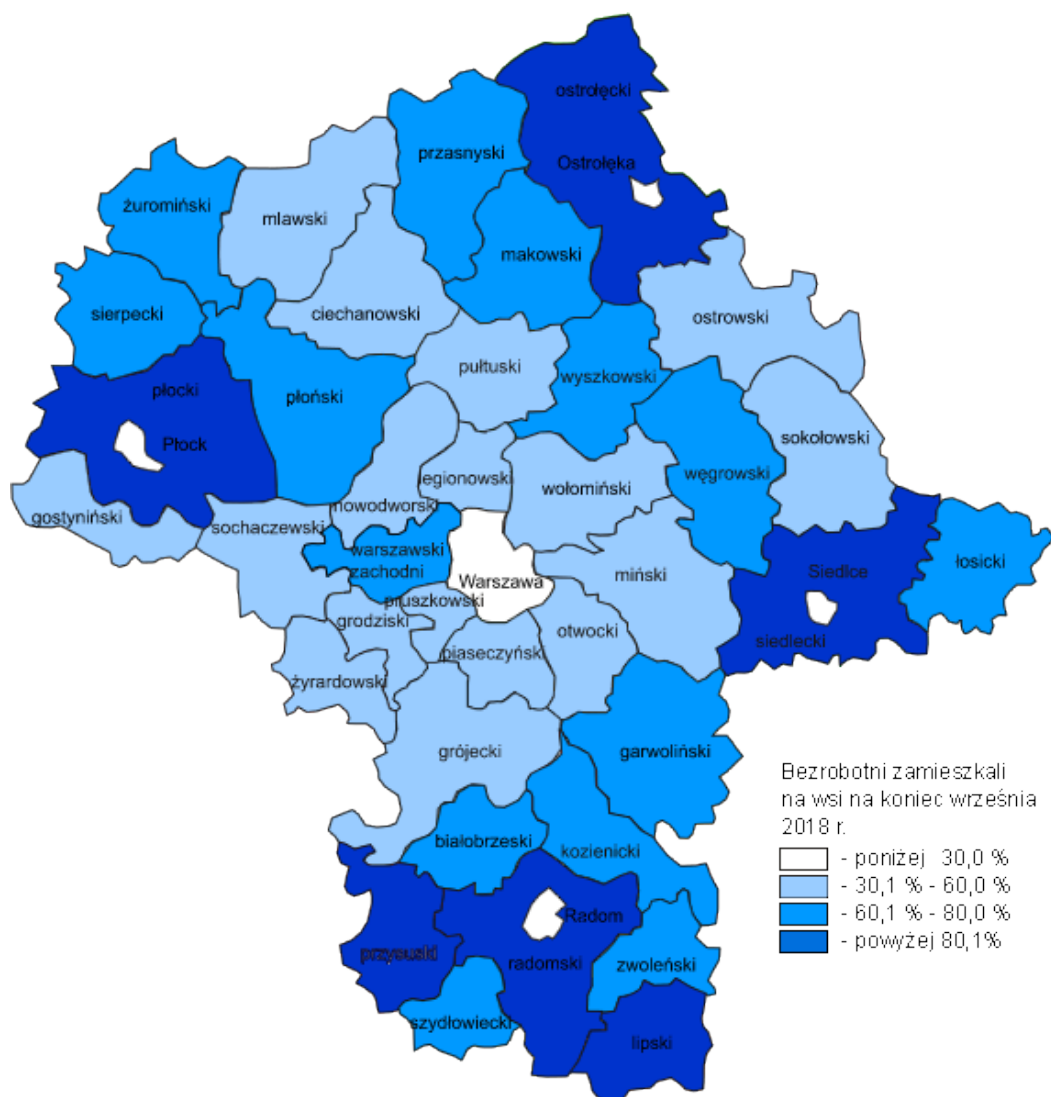 ostrołęcki
przasnyski
Ostrołęka
żuromiński
mlawski
makowski
sierpecki
ciechanowski
ostrowski
pułtuski
wyszkowski
płocki
płoński
Płock
sokołowski
węgrowski
legionowski
wołomiński
nowodworski
gostyniński
sochaczewski
warszawski
zachodni
Warszawa
miński
Siedlce
łosicki
pruszkowski
grodziski
otwocki
siedlecki
piaseczyński
żyrardowski
grójecki
garwoliński
Bezrobotni zamieszkali
na wsi na koniec września
2018 r.
- poniżej 30,0 %
- 30,1 % - 60,0 %
- 60,1 % - 80,0 %
- powyżej 80,1%
białobrzeski
kozienicki
Radom
przysuski
radomski
zwoleński
szydłowiecki
lipski